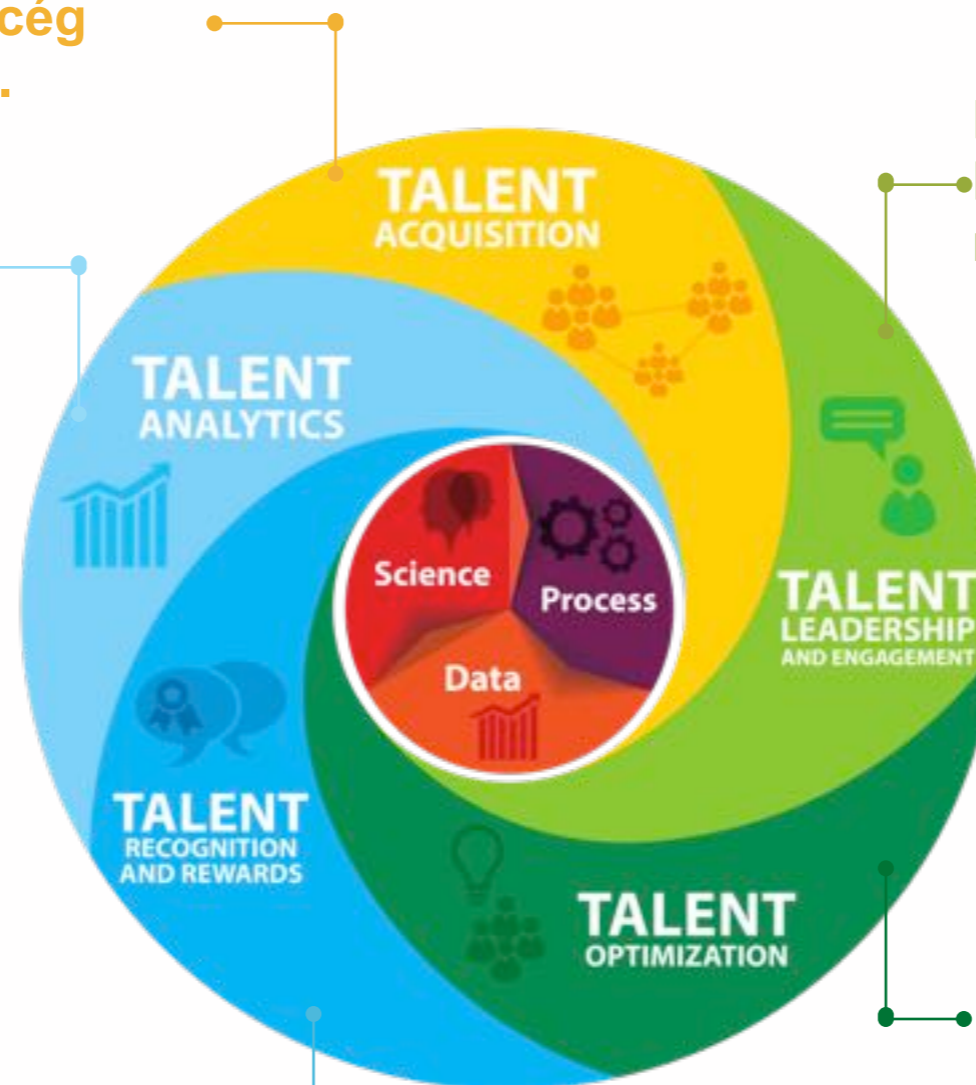 cég
.
TALENT
ACQUISITION
TALENT
ANALYTICS
TALENT
LEADERSHIP
AND ENGAGEMENT
Science
Process
Data
TALENT
RECOGNITION
AND REWARDS
TALENT
OPTIMIZATION